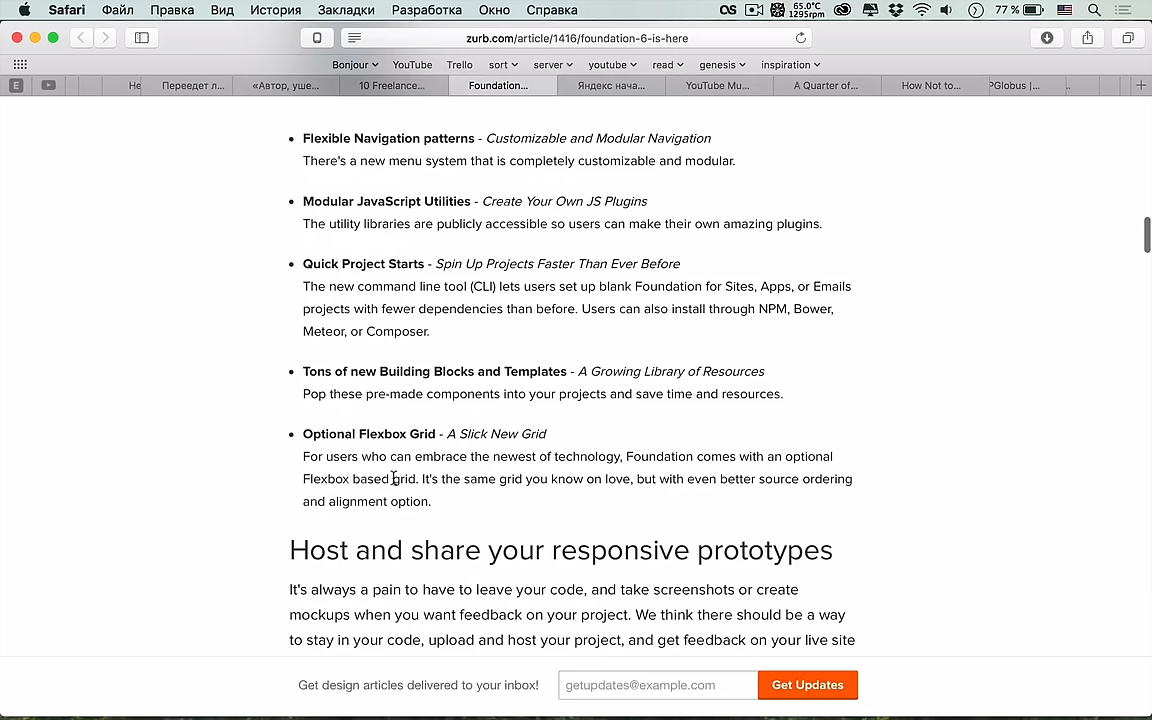 Safari Файл Правка Вид История Закладки Разработка Окно Справка 65.0°C 1295rpm 77 %
zurb.com/article/1416/foundation-6-is-here
Bonjour YouTube Trello sort server youtube read genesis inspiration
E Не Переедет л... «Автор, уше... 10 Freelance... Foundation... Яндекс нача... YouTube Mu... A Quarter of... How Not to... PGlobus |...
• Flexible Navigation patterns - Customizable and Modular Navigation
There's a new menu system that is completely customizable and modular.
• Modular JavaScript Utilities - Create Your Own JS Plugins
The utility libraries are publicly accessible so users can make their own amazing plugins.
• Quick Project Starts - Spin Up Projects Faster Than Ever Before
The new command line tool (CLI) lets users set up blank Foundation for Sites, Apps, or Emails
projects with fewer dependencies than before. Users can also install through NPM, Bower,
Meteor, or Composer.
• Tons of new Building Blocks and Templates - A Growing Library of Resources
Pop these pre-made components into your projects and save time and resources.
• Optional Flexbox Grid - A Slick New Grid
For users who can embrace the newest of technology, Foundation comes with an optional
Flexbox based grid. It's the same grid you know on love, but with even better source ordering
and alignment option.
Host and share your responsive prototypes
It's always a pain to have to leave your code, and take screenshots or create
mockups when you want feedback on your project. We think there should be a way
to stay in your code, upload and host your project, and get feedback on your live site
Get design articles delivered to your inbox! getupdates@example.com Get Updates